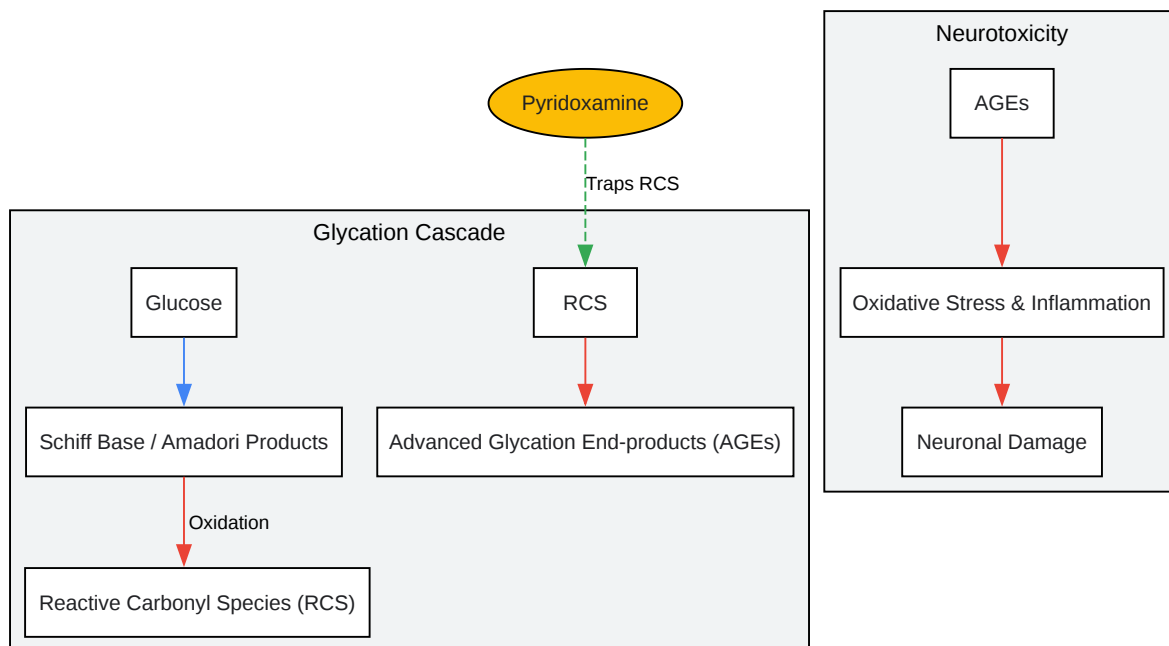 Neurotoxicity
Pyridoxamine
AGEs
Traps RCS
Glycation Cascade
Glucose
RCS
Oxidative Stress & Inflammation
Schiff Base / Amadori Products
Advanced Glycation End-products (AGEs)
Neuronal Damage
Oxidation
Reactive Carbonyl Species (RCS)